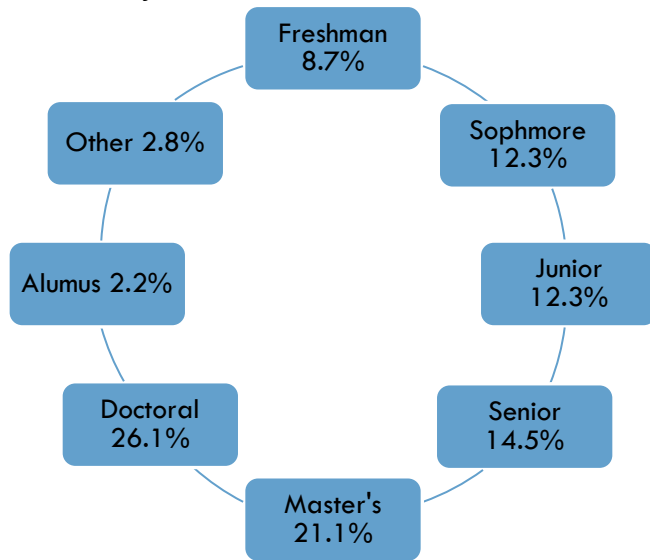 Freshman
8.7%
Sophmore
12.3%
Junior
12.3%
Senior
14.5%
Master's
21.1%
Doctoral
26.1%
Alumus 2.2%
Other 2.8%